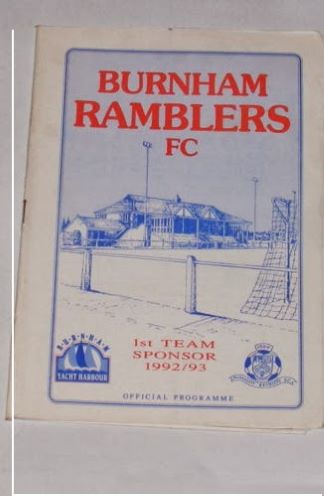 BURNHAM
RAMBLERS
FC
1st TEAM
SPONSOR
1992/93
BURNHAM
YACHT HARBOUR
OFFICIAL PROGRAMME